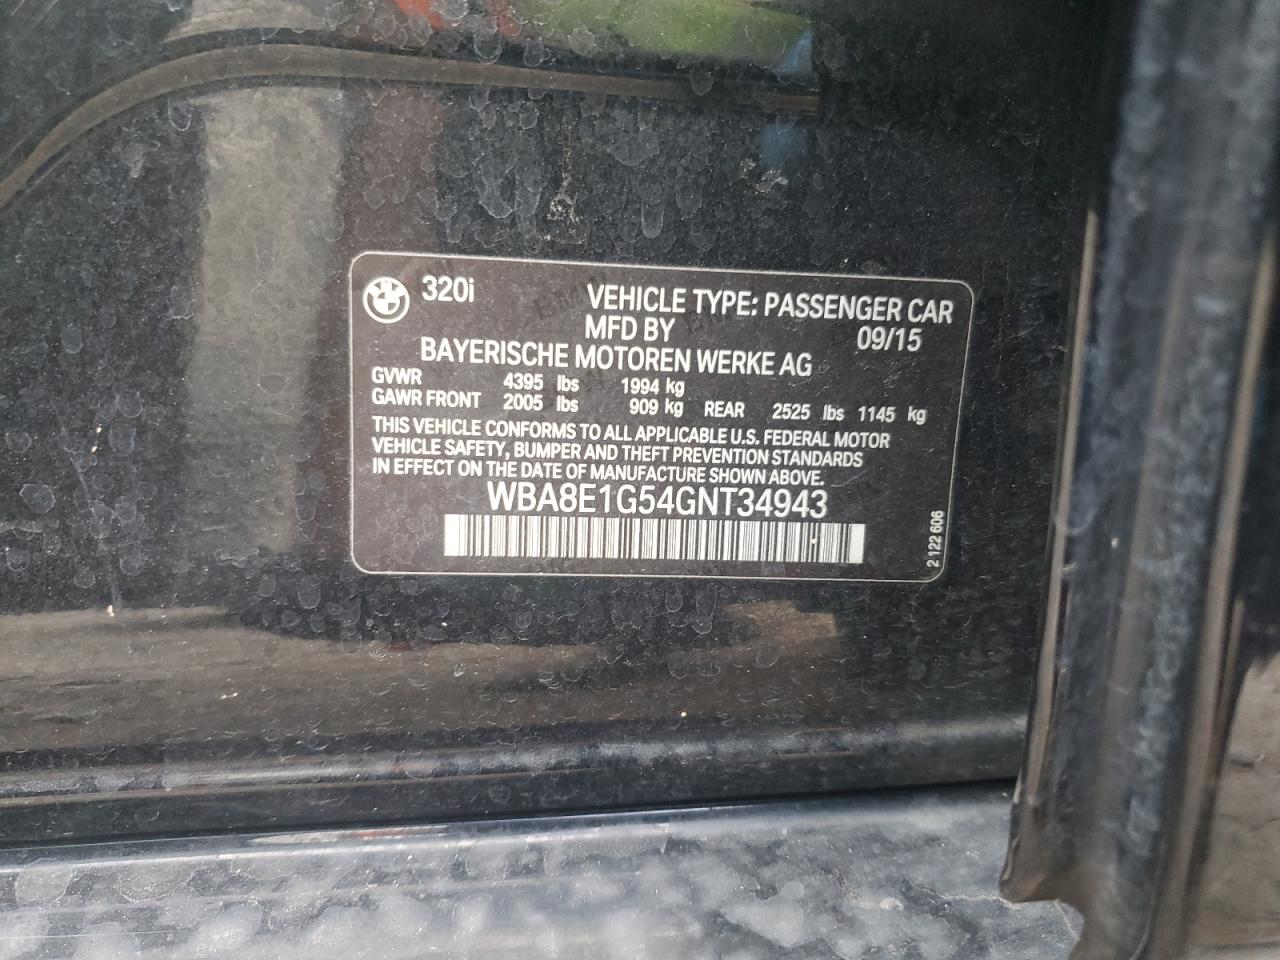 320i VEHICLE TYPE: PASSENGER CAR
MFD BY 09/15
BAYERISCHE MOTOREN WERKE AG
GVWR 4395 lbs 1994 kg
GAWR FRONT 2005 lbs 909 kg REAR 2525 lbs 1145 kg
THIS VEHICLE CONFORMS TO ALL APPLICABLE U.S. FEDERAL MOTOR
VEHICLE SAFETY, BUMPER AND THEFT PREVENTION STANDARDS
IN EFFECT ON THE DATE OF MANUFACTURE SHOWN ABOVE.
WBA8E1G54GNT34943
2 122 606